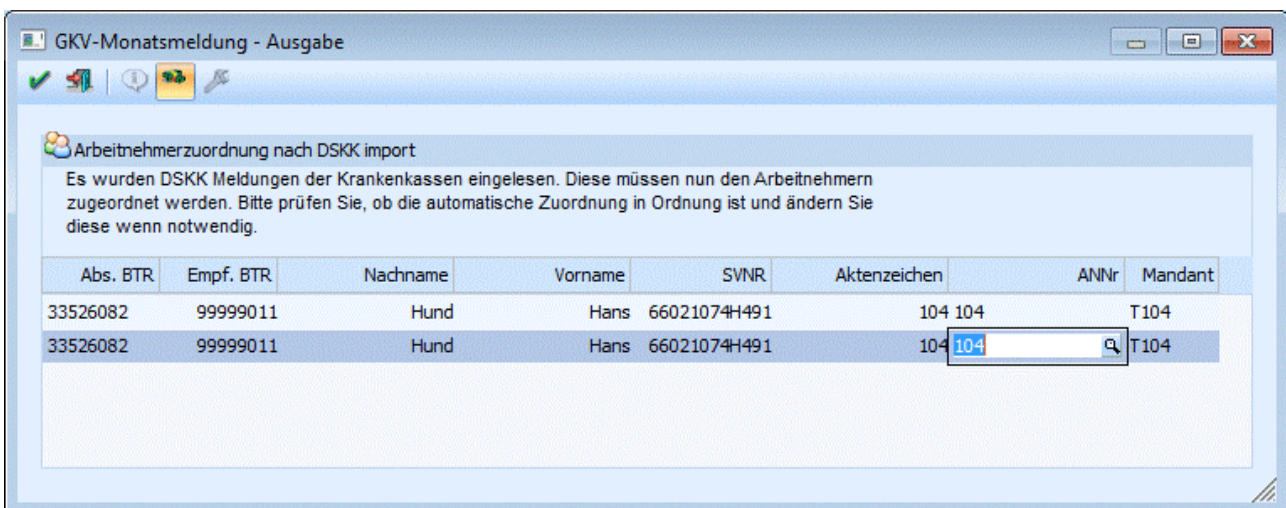 GKV-Monatsmeldung - Ausgabe
Arbeitnehmerzuordnung nach DSKK import
Es wurden DSKK Meldungen der Krankenkassen eingelesen. Diese müssen nun den Arbeitnehmern
zugeordnet werden. Bitte prüfen Sie, ob die automatische Zuordnung in Ordnung ist und ändern Sie
diese wenn notwendig.
Abs. BTR Empf. BTR Nachname Vorname SVNR Aktenzeichen ANNr Mandant
33526082 99999011 Hund Hans 66021074H491 104 104 T104
33526082 99999011 Hund Hans 66021074H491 104 104 T104